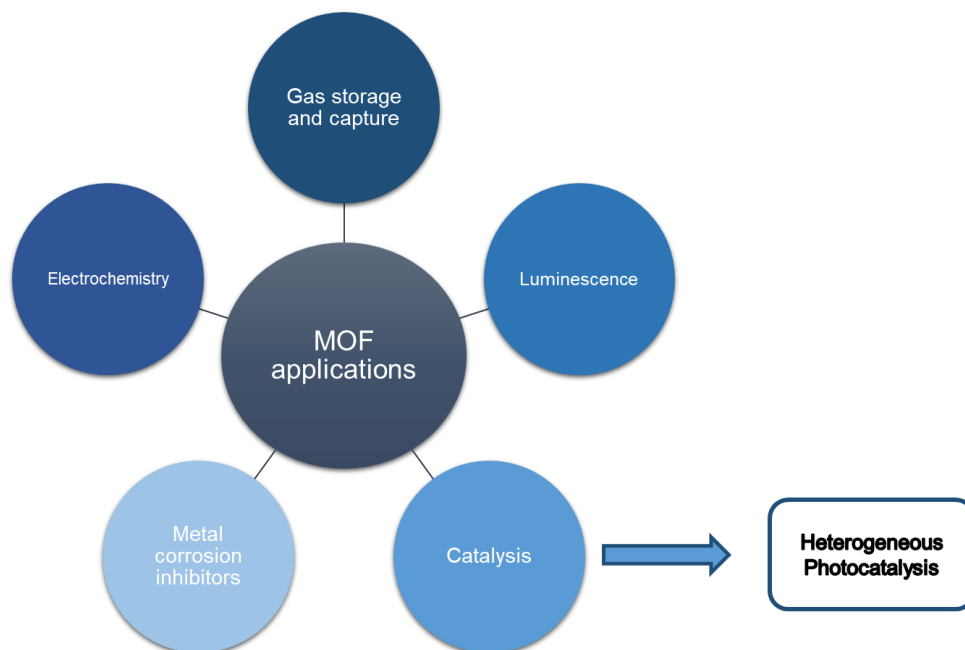 Gas storage
and capture
Electrochemistry
Luminescence
MOF
applications
Metal
corrosion
inhibitors
Catalysis
Heterogeneous
Photocatalysis